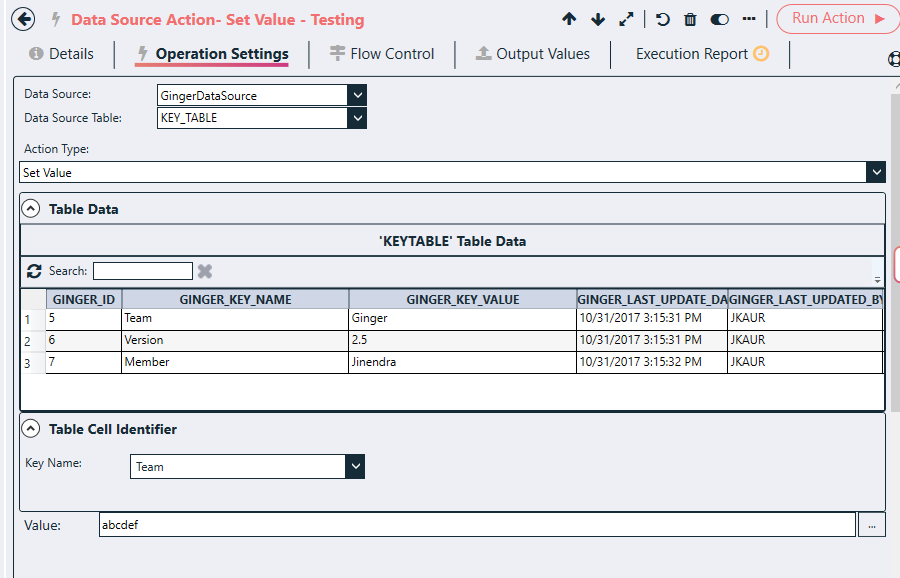 Data Source Action- Set Value - Testing
Run Action
Details
Operation Settings
Flow Control
Output Values
Execution Report
Data Source:
GingerDataSource
Data Source Table:
KEY_TABLE
Action Type:
Set Value
Table Data
'KEYTABLE' Table Data
Search:
GINGER_ID GINGER_KEY_NAME GINGER_KEY_VALUE GINGER_LAST_UPDATE_DA GINGER_LAST_UPDATED_BY
1 5 Team Ginger 10/31/2017 3:15:31 PM JKAUR
2 6 Version 2.5 10/31/2017 3:15:31 PM JKAUR
3 7 Member Jinendra 10/31/2017 3:15:32 PM JKAUR
Table Cell Identifier
Key Name:
Team
Value:
abcdef
...